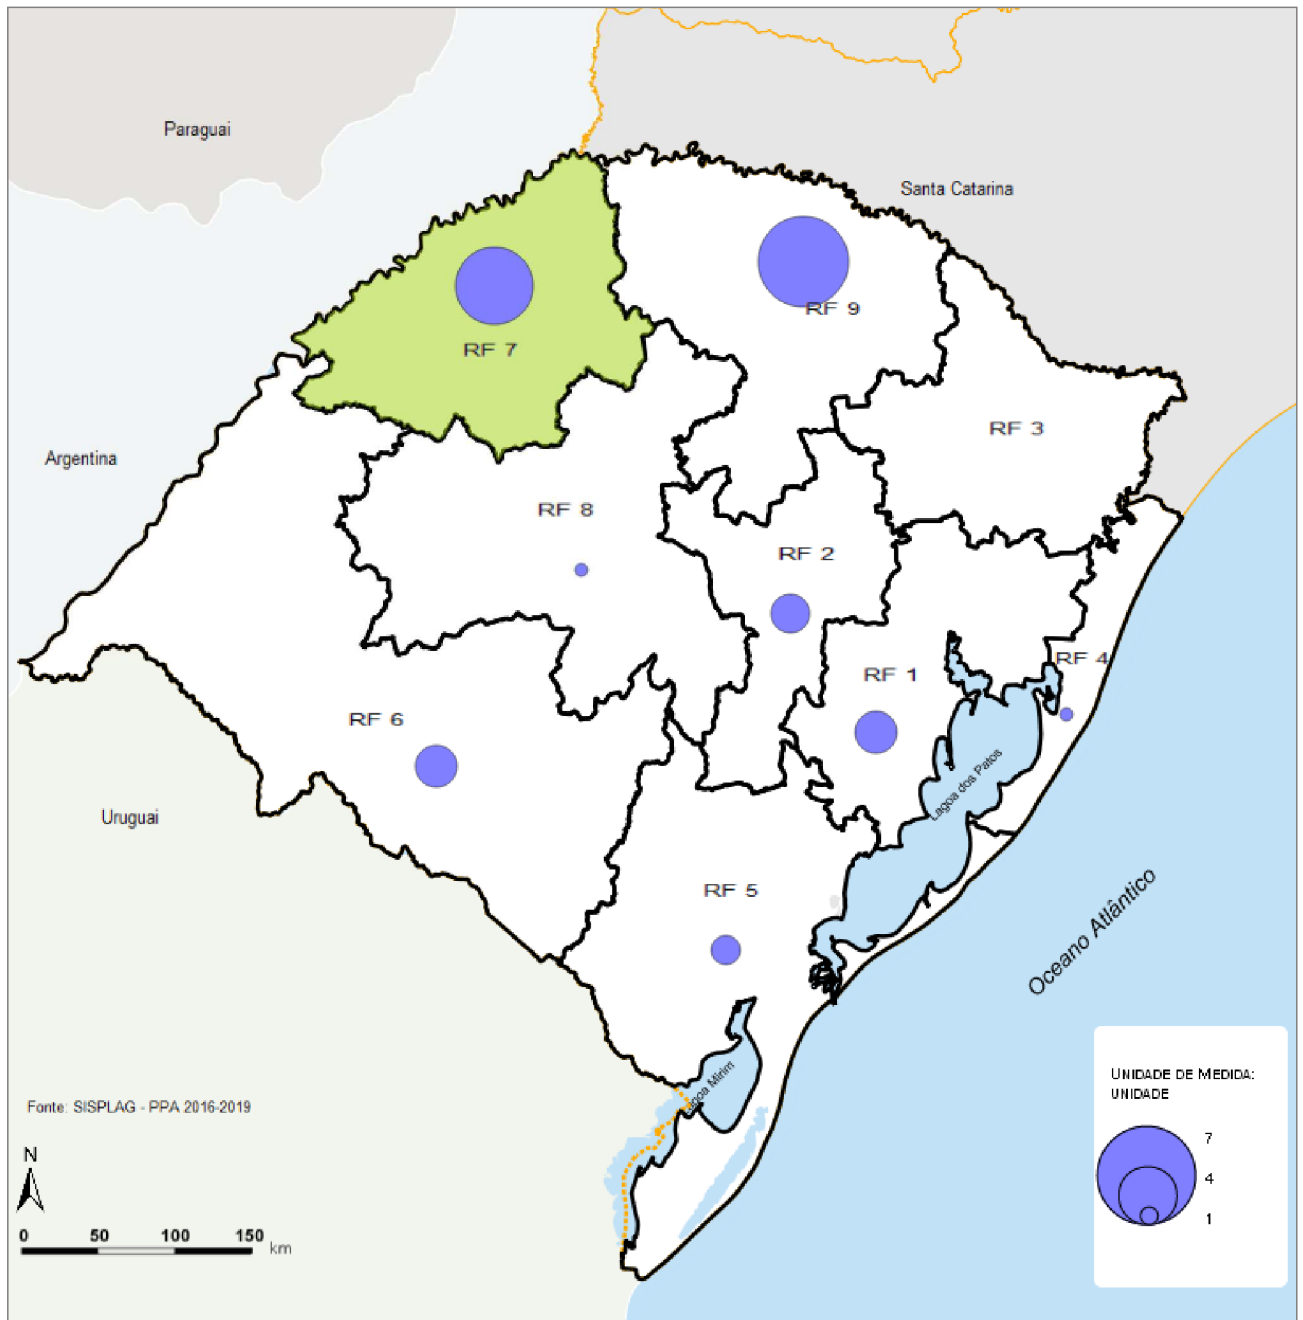 Paraguai
Santa Catarina
RF 9
RF 7
RF 3
Argentina
RF 8
RF 2
RF 4
RF 1
RF 6
Lagoa dos Patos
Uruguai
RF 5
Oceano Atlântico
Lagoa Mirim
UNIDADE DE MEDIDA:
UNIDADE
7
4
1
Fonte: SISPLAG - PPA 2016-2019
N
0 50 100 150
km